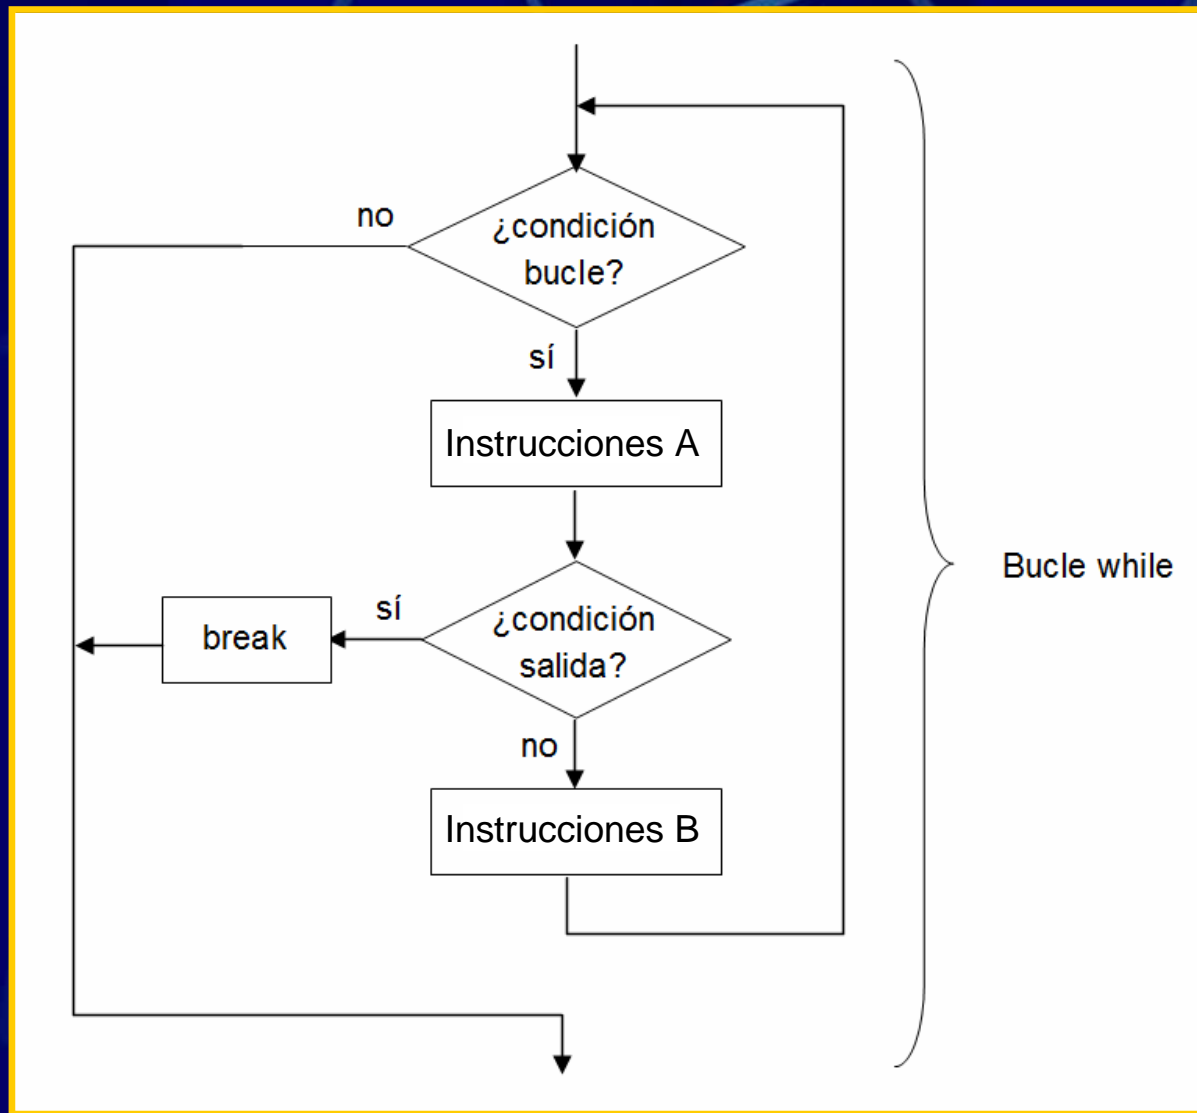 no
¿condición
bucle?
sí
Instrucciones A
Bucle while
sí
¿condición
salida?
break
no
Instrucciones B